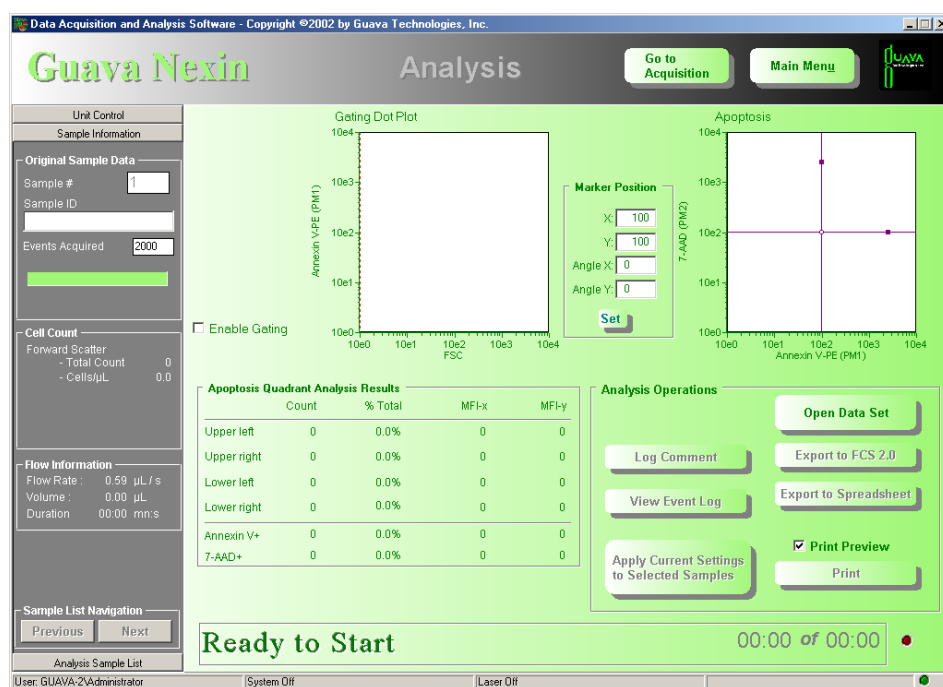 Data Acquisition and Analysis Software - Copyright ©2002 by Guava Technologies, Inc.
Guava Nexin
Analysis
Go to
Acquisition
Main Menu
guava
Unit Control
Sample Information
Original Sample Data
Sample # 1
Sample ID
Events Acquired 2000
Cell Count
Forward Scatter
- Total Count 0
- Cells/µL 0.0
Flow Information
Flow Rate : 0.59 µL / s
Volume : 0.00 µL
Duration 00:00 mn:s
Sample List Navigation
Previous Next
Analysis Sample List
Gating Dot Plot
10e4
10e3
10e2
10e1
10e0
Annexin V-PE (PM1)
10e0 10e1 10e2 10e3 10e4
FSC
Enable Gating
Marker Position
X: 100
Y: 100
Angle X: 0
Angle Y: 0
Set
Apoptosis
10e4
10e3
10e2
10e1
10e0
7-AAD (PM2)
10e0 10e1 10e2 10e3 10e4
Annexin V-PE (PM1)
Apoptosis Quadrant Analysis Results
Count % Total MFI-x MFI-y
Upper left 0 0.0% 0 0
Upper right 0 0.0% 0 0
Lower left 0 0.0% 0 0
Lower right 0 0.0% 0 0
Annexin V+ 0 0.0% 0 0
7-AAD+ 0 0.0% 0 0
Analysis Operations
Open Data Set
Log Comment
Export to FCS 2.0
View Event Log
Export to Spreadsheet
Print Preview
Apply Current Settings
to Selected Samples
Print
Ready to Start
00:00 of 00:00
User: GUAVA-2\Administrator
System Off
Laser Off